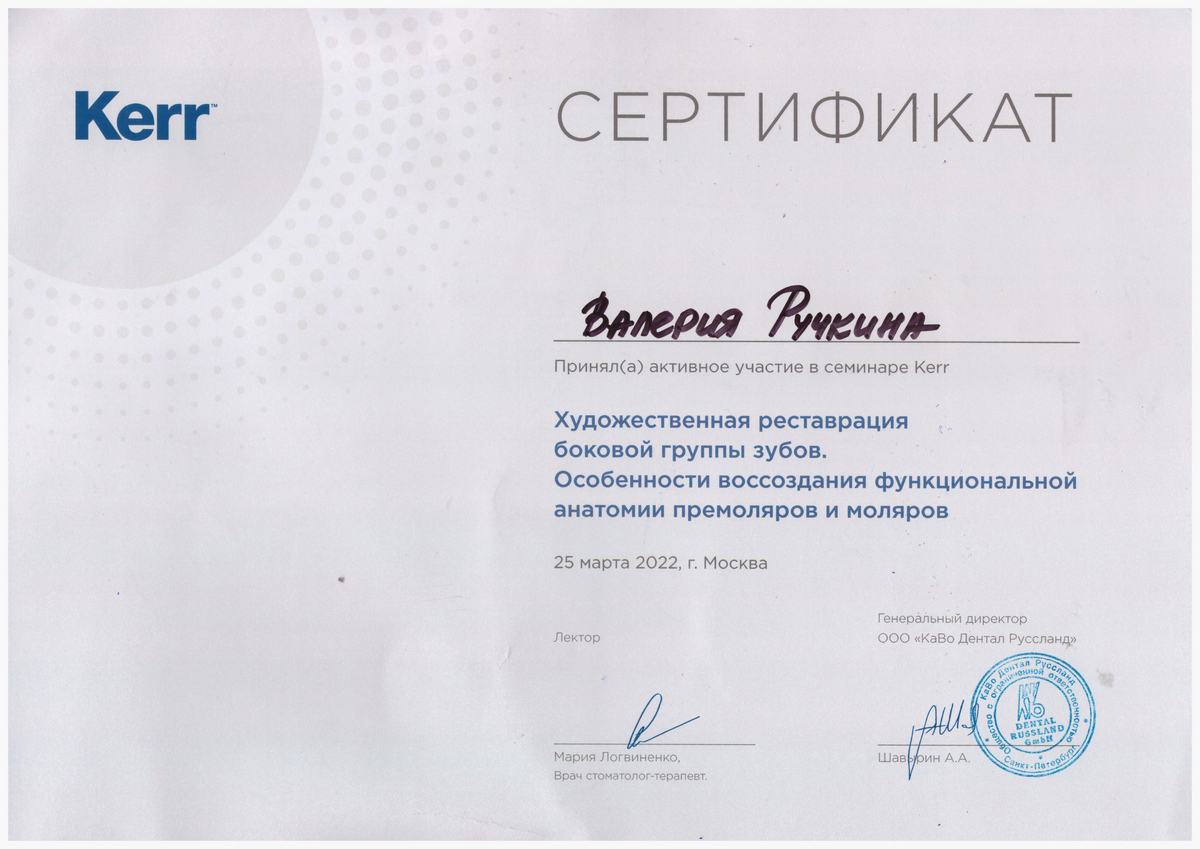 Kerr™
СЕРТИФИКАТ
Валерия Ручкина
Принял(а) активное участие в семинаре Kerr
Художественная реставрация
боковой группы зубов.
Особенности воссоздания функциональной
анатомии премоляров и моляров
25 марта 2022, г. Москва
Лектор
Генеральный директор
ООО «КаВо Дентал Руссланд»
Мария Логвиненко,
Врач стоматолог-терапевт.
Шавырин А.А.
КаВо Дентал Руссланд
Общество с ограниченной ответственностью
DENTAL
RUSSLAND
GmbH
Санкт-Петербург